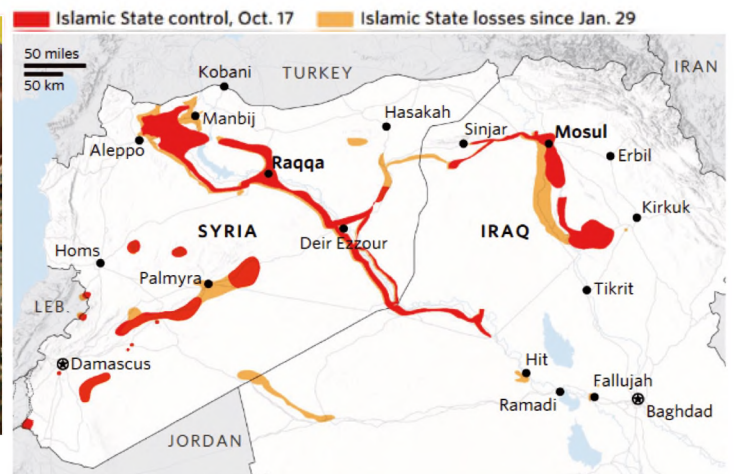 Islamic State control, Oct. 17
Islamic State losses since Jan. 29
50 miles
50 km
Kobani
TURKEY
IRAN
Manbij
Hasakah
Sinjar
Mosul
Aleppo
Raqqa
Erbil
Kirkuk
SYRIA
IRAQ
Deir Ezzour
Homs
Palmyra
Tikrit
LEB.
Damascus
Hit
Fallujah
Ramadi
Baghdad
JORDAN